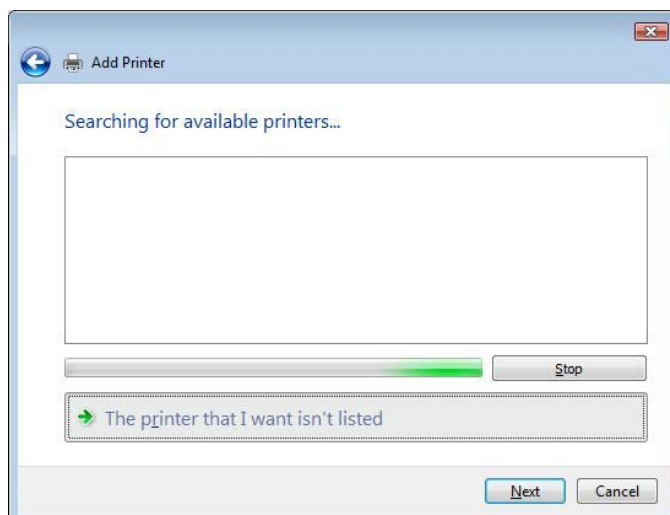 Add Printer
Searching for available printers...
Stop
The printer that I want isn't listed
Next Cancel